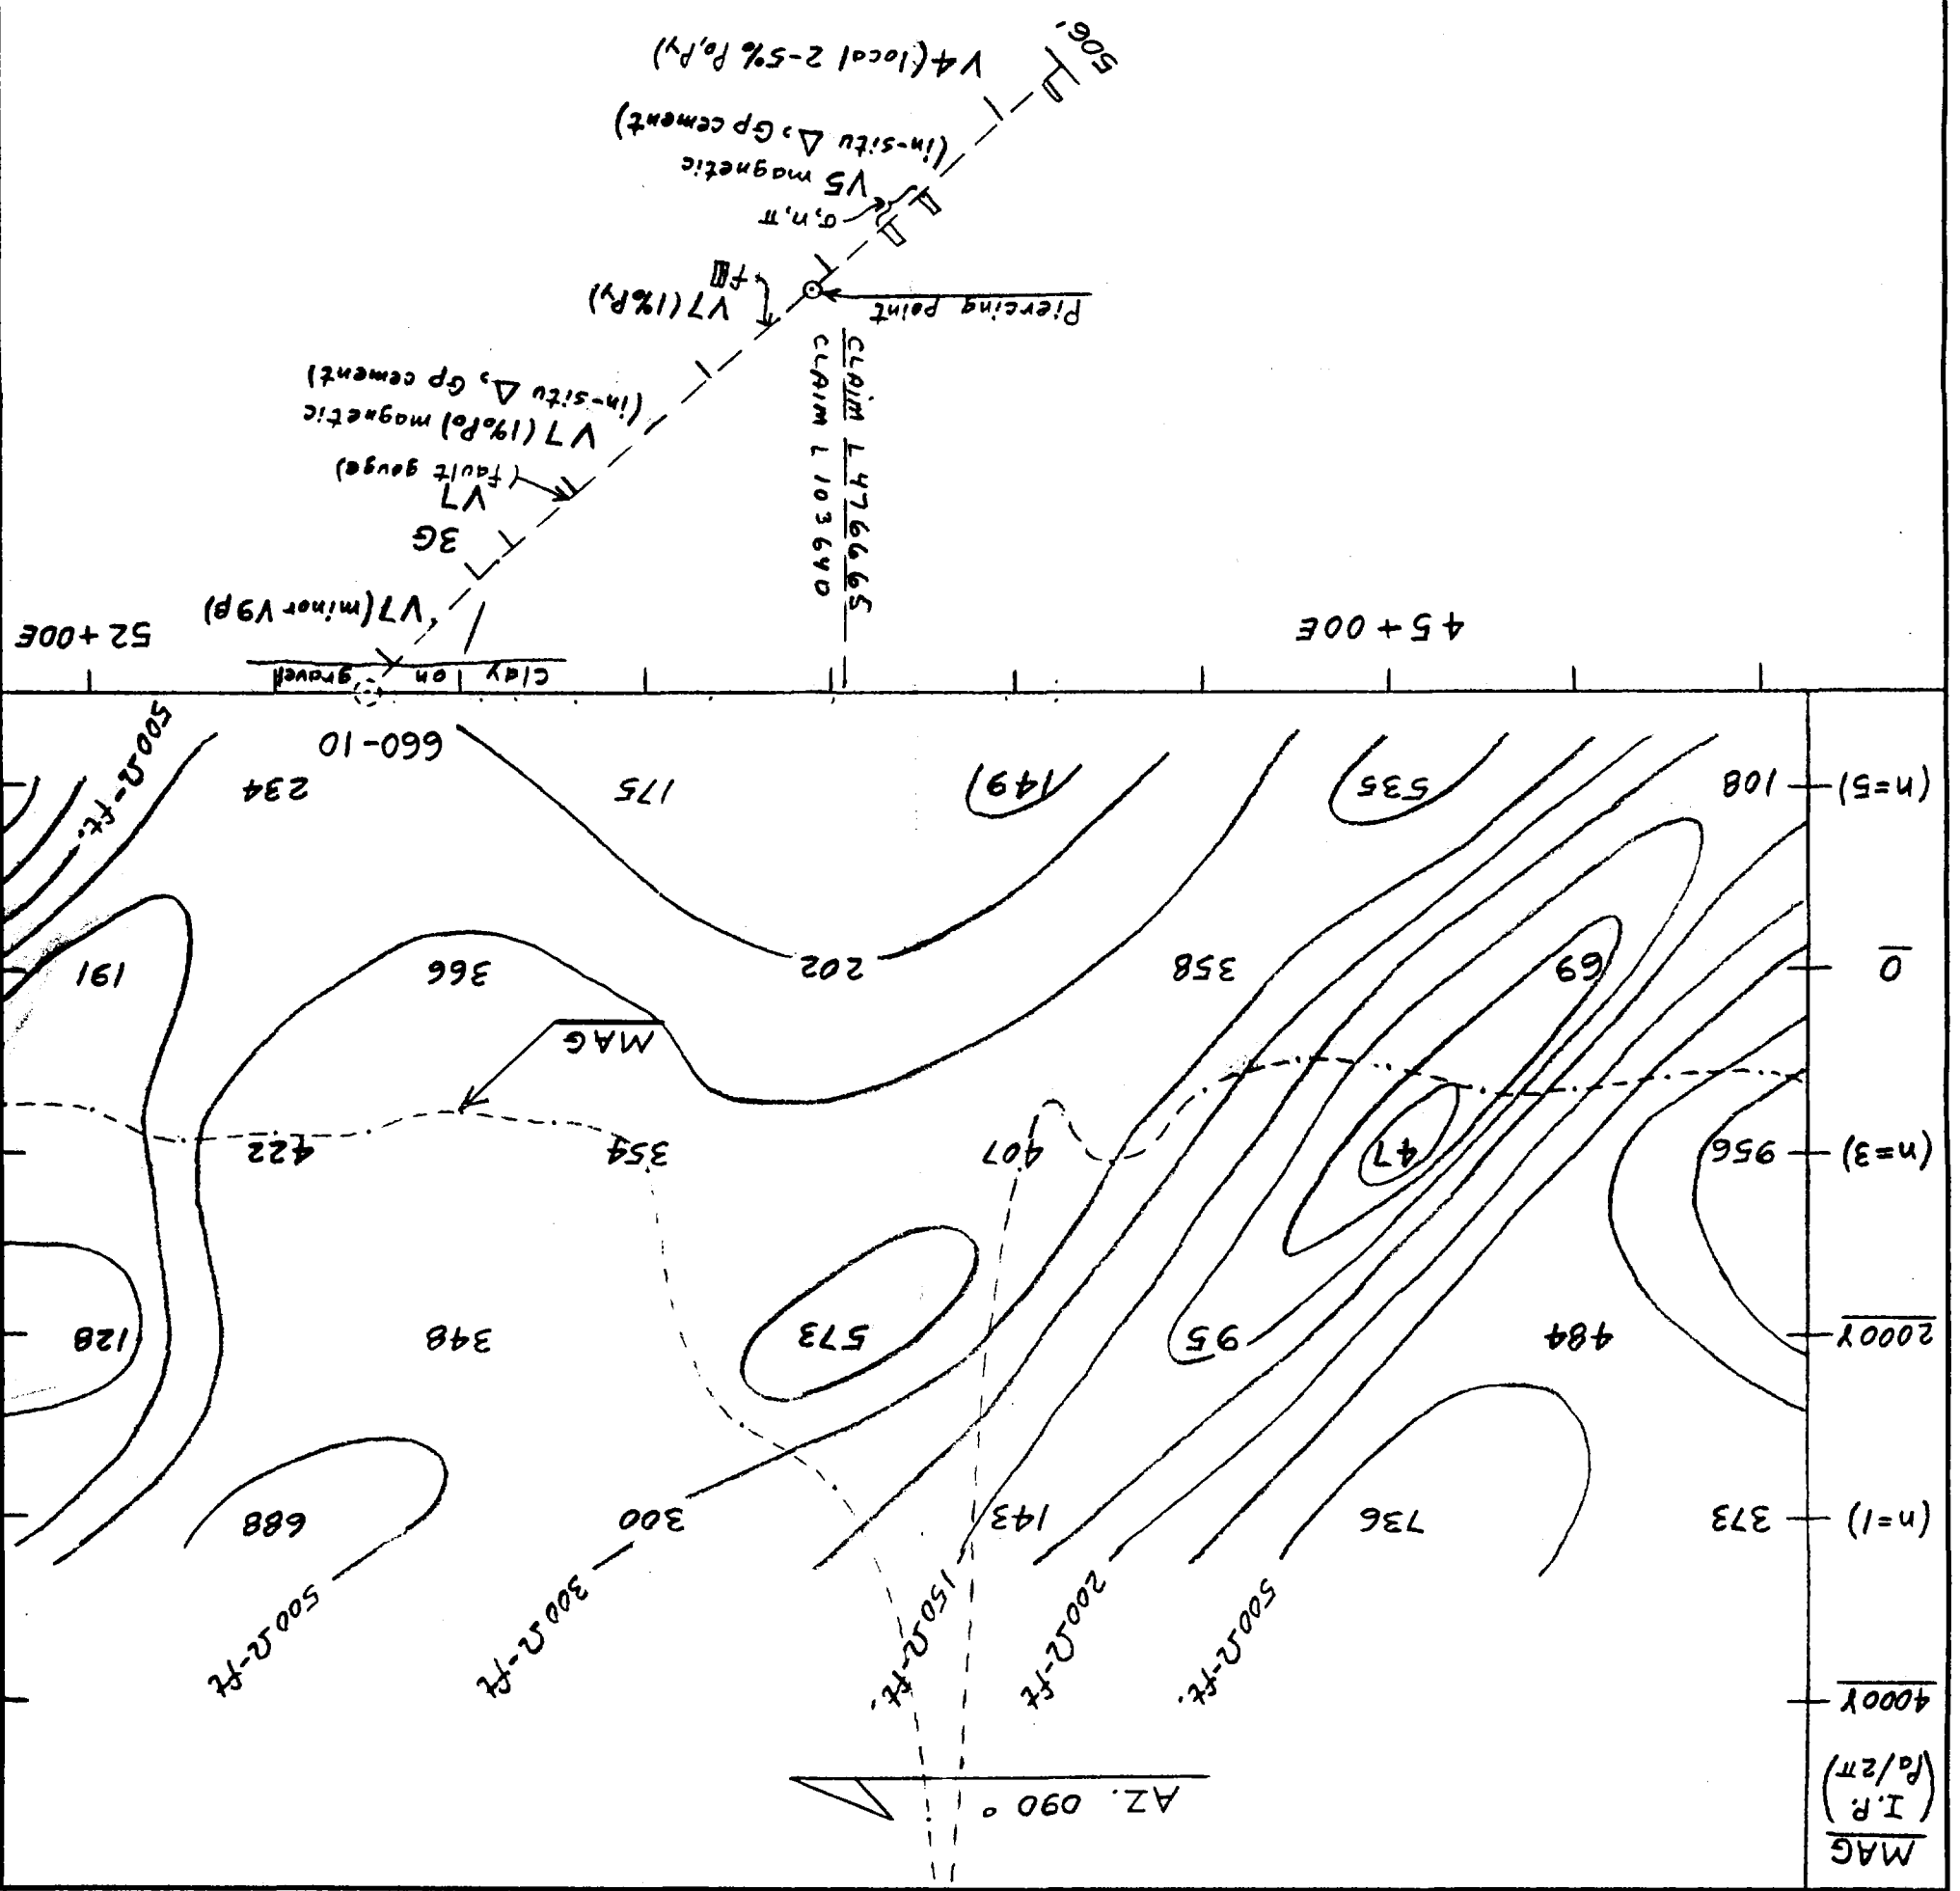 MAG
(I.P.
ρa/2π)
AZ. 090°
4000γ
500Ω-ft.
200Ω-ft
150Ω-ft.
300Ω-ft
500Ω-ft
(n=1) 373 736 143 300 688
2000γ 484 95 573 348 128
(n=3) 956 47 407 354 422
MAG
0 69 358 202 366 191
(n=5) 108 535 149 175 234
660-10
500Ω-ft.
clay on gravel
45+00E
52+00E
CLAIM L 476665
CLAIM L 103640
V7(minor V9β)
3G
V7
(fault gouge)
V7(1%Po) magnetic
(in-situ Δ, Gp cement)
Piercing point
V7(1%Py)
σ,n,π
V5 magnetic
(in-situ Δ, Gp cement)
V4(local 2-5% Po,Py)
506'